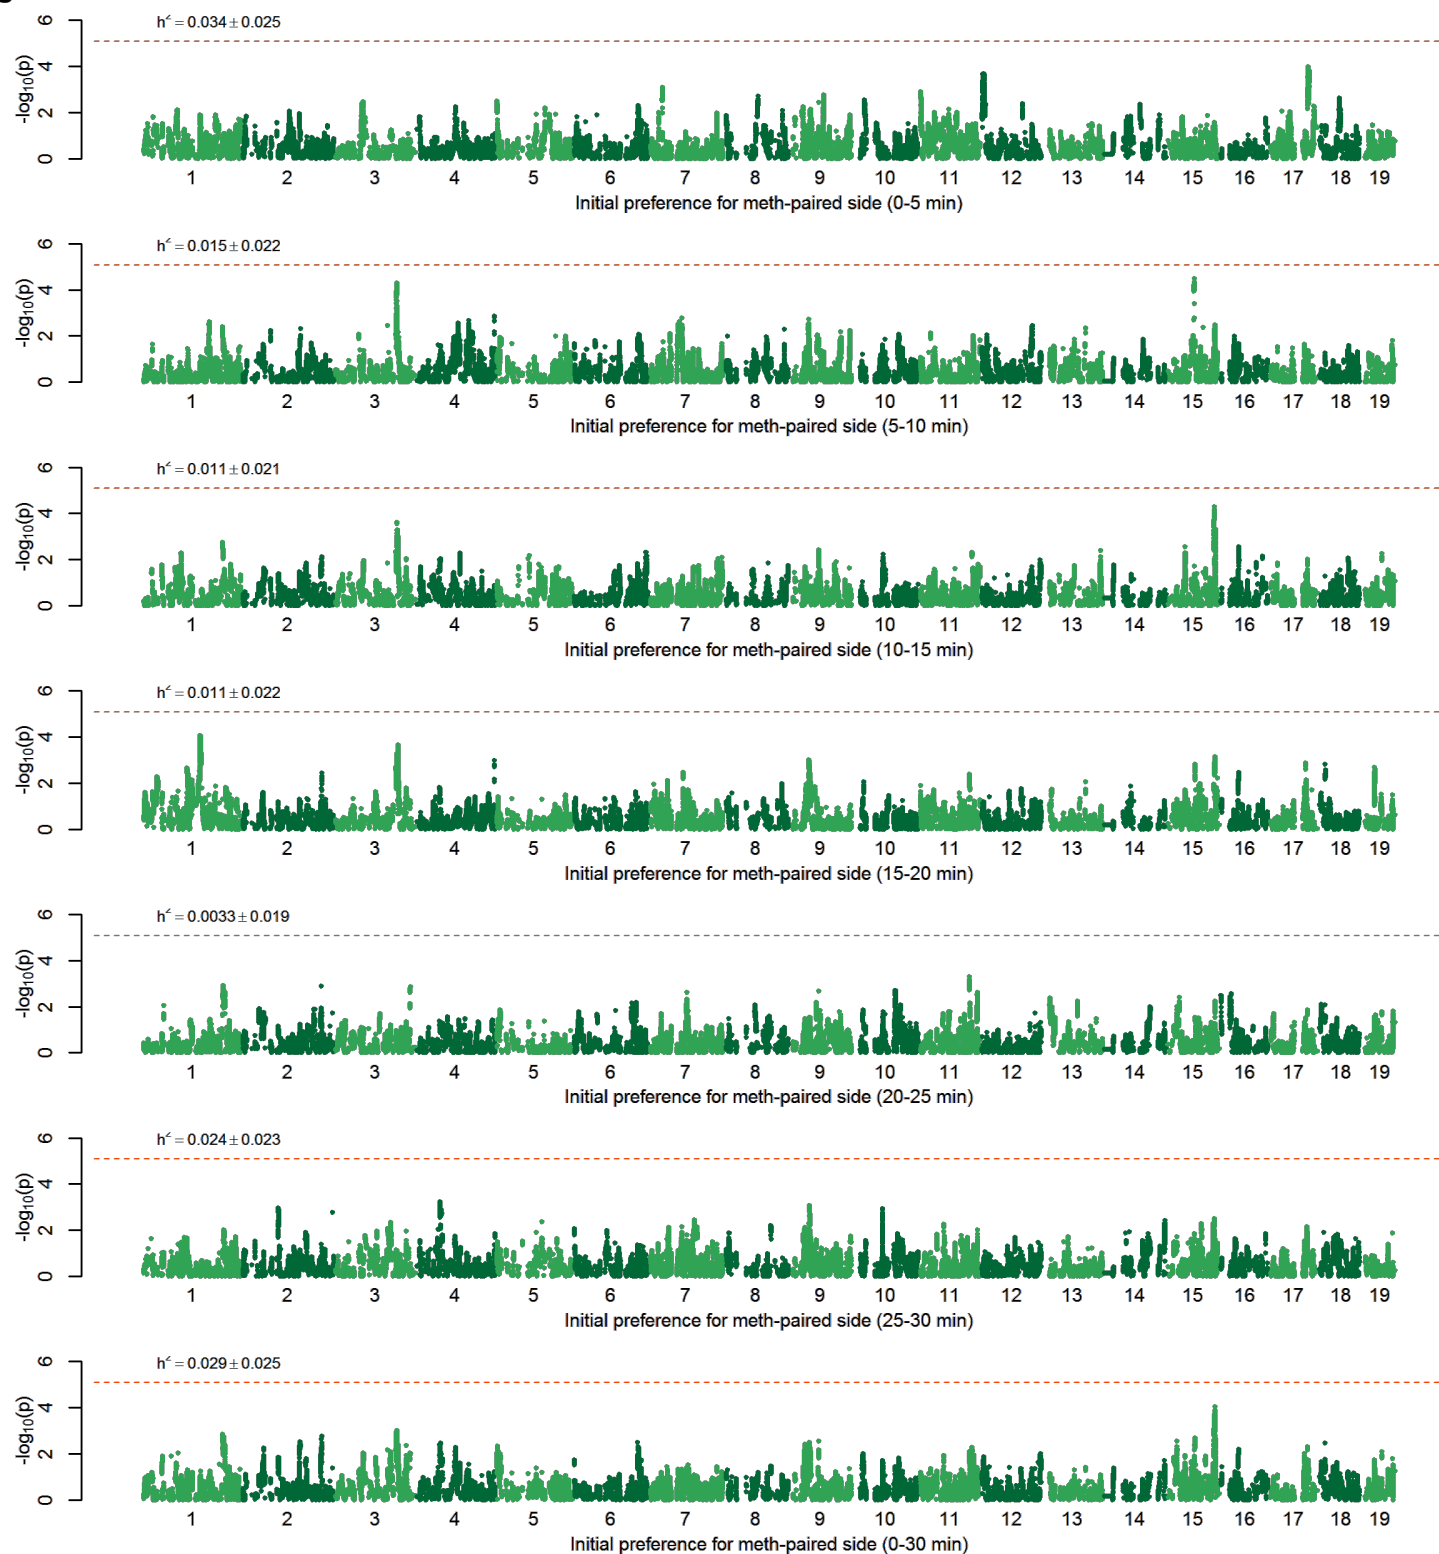 h² = 0.034 ± 0.025
6
4
2
0
-log10(p)
1 2 3 4 5 6 7 8 9 10 11 12 13 14 15 16 17 18 19
Initial preference for meth-paired side (0-5 min)
h² = 0.015 ± 0.022
6
4
2
0
-log10(p)
1 2 3 4 5 6 7 8 9 10 11 12 13 14 15 16 17 18 19
Initial preference for meth-paired side (5-10 min)
h² = 0.011 ± 0.021
6
4
2
0
-log10(p)
1 2 3 4 5 6 7 8 9 10 11 12 13 14 15 16 17 18 19
Initial preference for meth-paired side (10-15 min)
h² = 0.011 ± 0.022
6
4
2
0
-log10(p)
1 2 3 4 5 6 7 8 9 10 11 12 13 14 15 16 17 18 19
Initial preference for meth-paired side (15-20 min)
h² = 0.0033 ± 0.019
6
4
2
0
-log10(p)
1 2 3 4 5 6 7 8 9 10 11 12 13 14 15 16 17 18 19
Initial preference for meth-paired side (20-25 min)
h² = 0.024 ± 0.023
6
4
2
0
-log10(p)
1 2 3 4 5 6 7 8 9 10 11 12 13 14 15 16 17 18 19
Initial preference for meth-paired side (25-30 min)
h² = 0.029 ± 0.025
6
4
2
0
-log10(p)
1 2 3 4 5 6 7 8 9 10 11 12 13 14 15 16 17 18 19
Initial preference for meth-paired side (0-30 min)